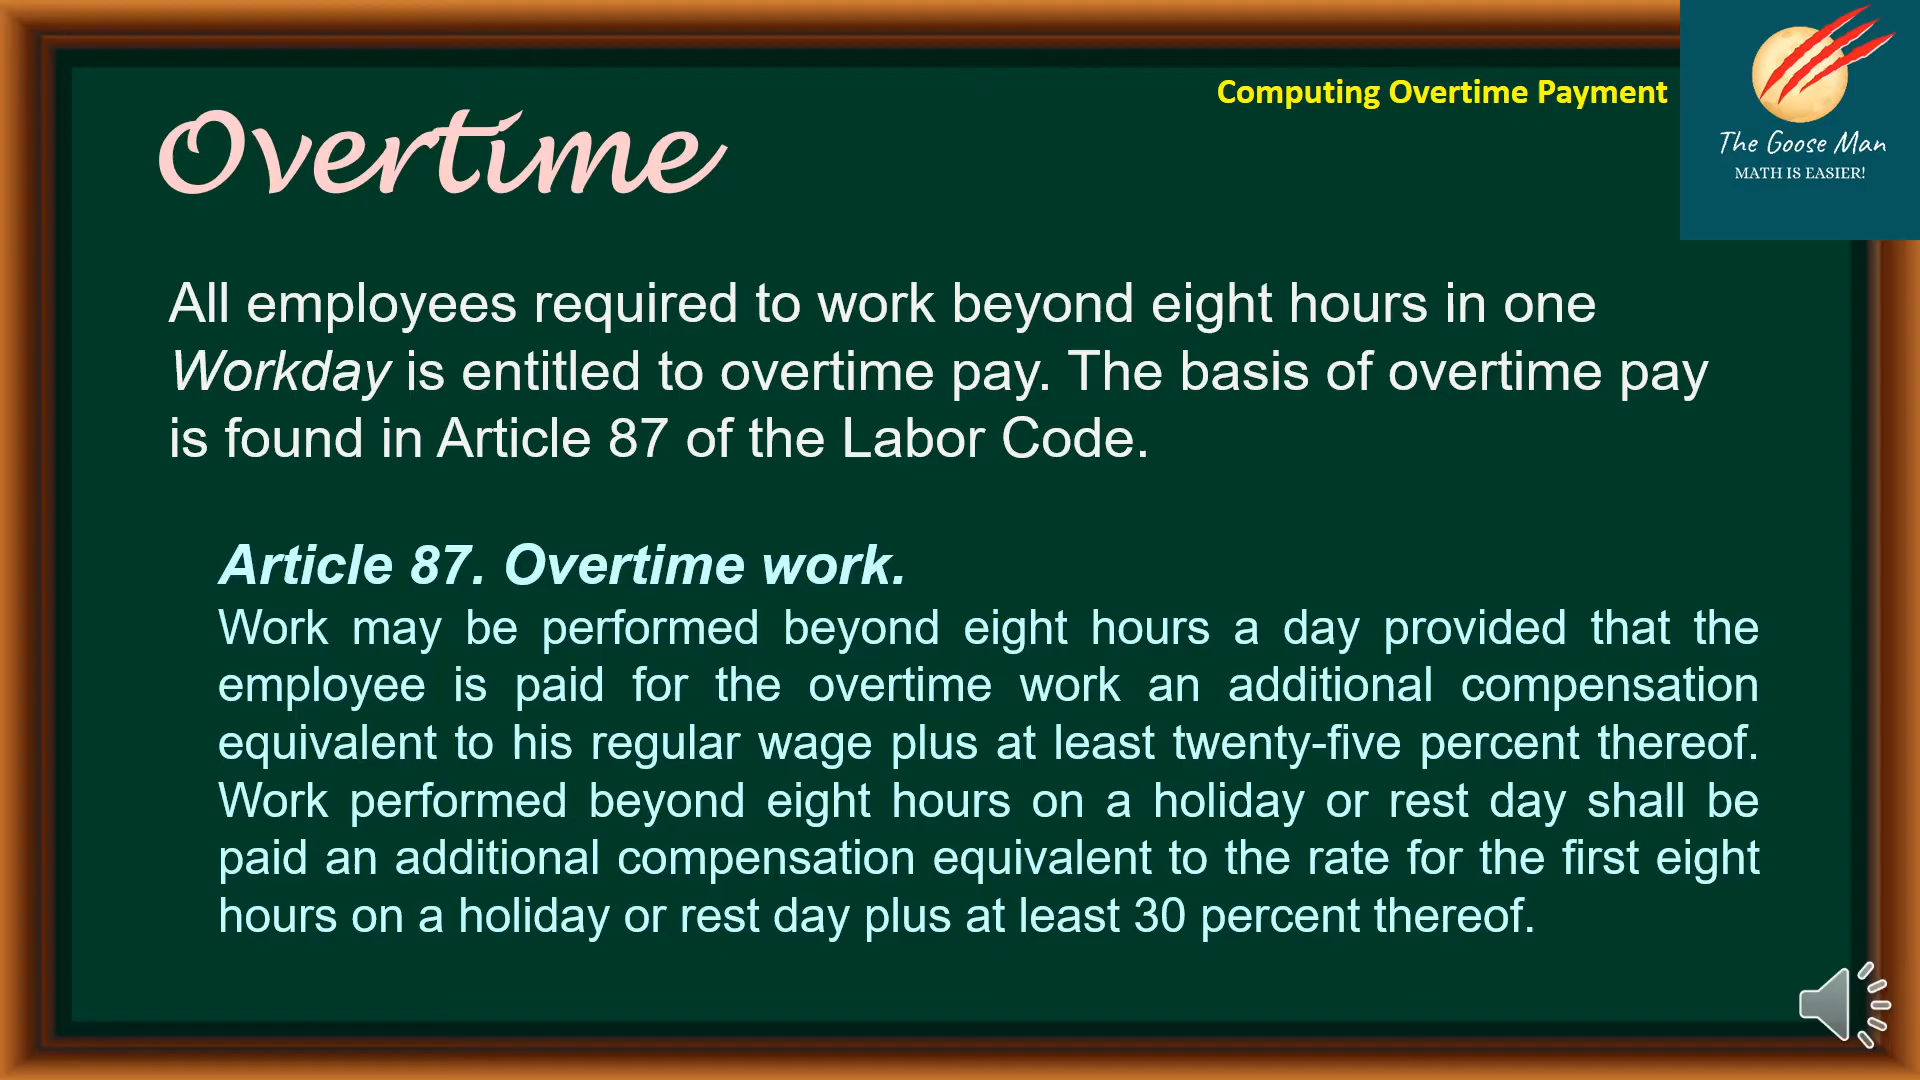 Computing Overtime Payment
The Goose Man
MATH IS EASIER!
Overtime
All employees required to work beyond eight hours in one
Workday is entitled to overtime pay. The basis of overtime pay
is found in Article 87 of the Labor Code.
Article 87. Overtime work.
Work may be performed beyond eight hours a day provided that the
employee is paid for the overtime work an additional compensation
equivalent to his regular wage plus at least twenty-five percent thereof.
Work performed beyond eight hours on a holiday or rest day shall be
paid an additional compensation equivalent to the rate for the first eight
hours on a holiday or rest day plus at least 30 percent thereof.